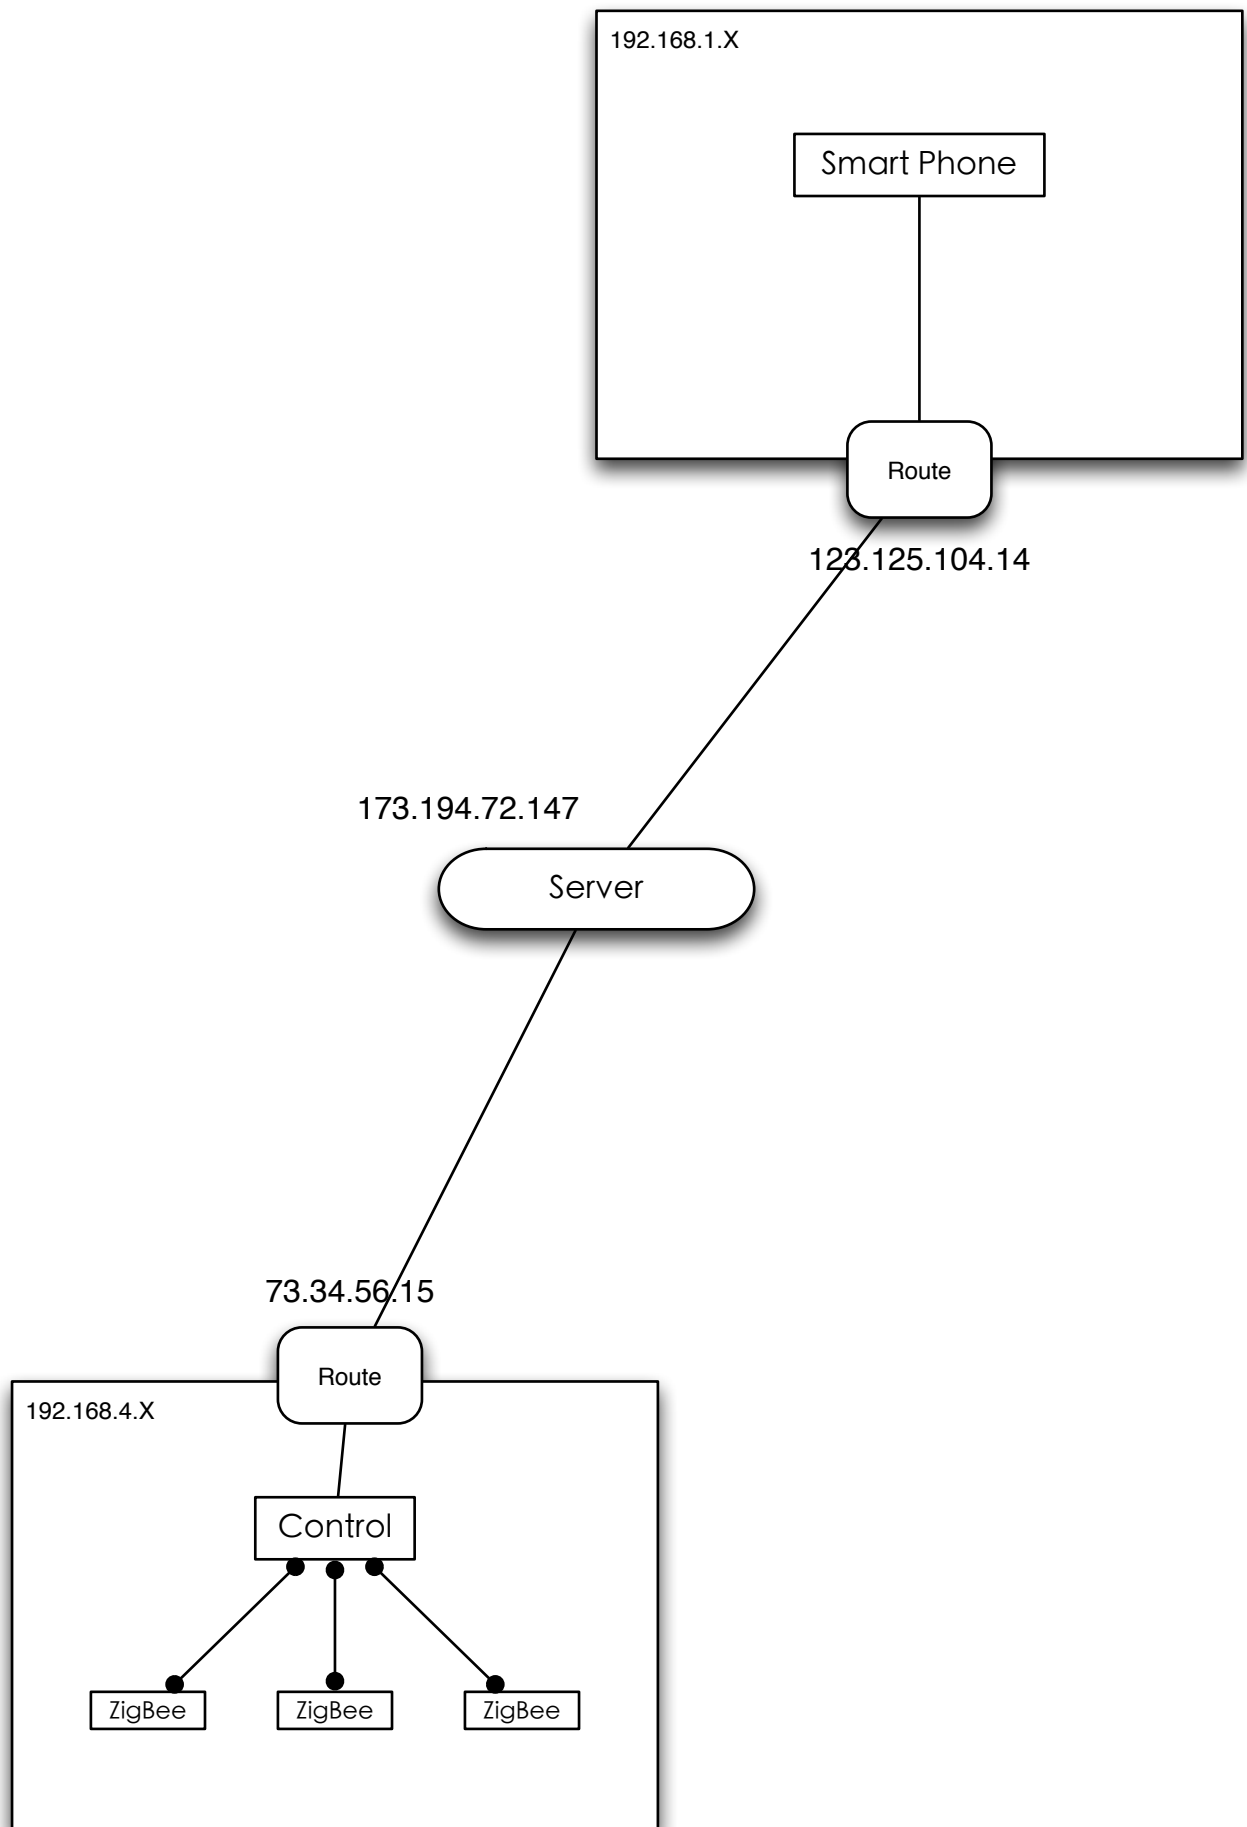 192.168.1.X
Smart Phone
Route
123.125.104.14
173.194.72.147
Server
73.34.56.15
Route
192.168.4.X
Control
ZigBee
ZigBee
ZigBee